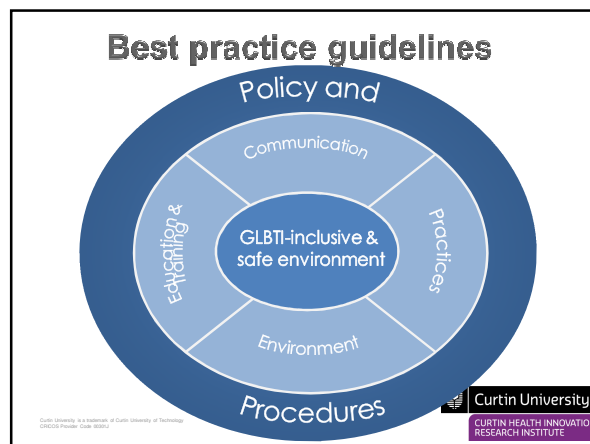 Best practice guidelines
Policy and
Communication
Education &
Training
GLBTI-inclusive &
safe environment
Practices
Environment
Procedures
Curtin University is a trademark of Curtin University of Technology
CRICOS Provider Code 00301J
Curtin University
CURTIN HEALTH INNOVATIO
RESEARCH INSTITUTE